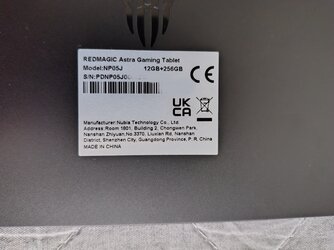 REDMAGIC Astra Gaming Tablet
Model:NP05J 12GB+256GB
S/N:PDNP05J0
CE
UK
CA
Manufacturer: Nubia Technology Co., Ltd.
Address:Room 1801, Building 2, Chongwen Park,
Nanshan Zhiyuan No.3370, Liuxian Rd, Nanshan
District, Shenzhen City, Guangdong Province, P. R. China
MADE IN CHINA